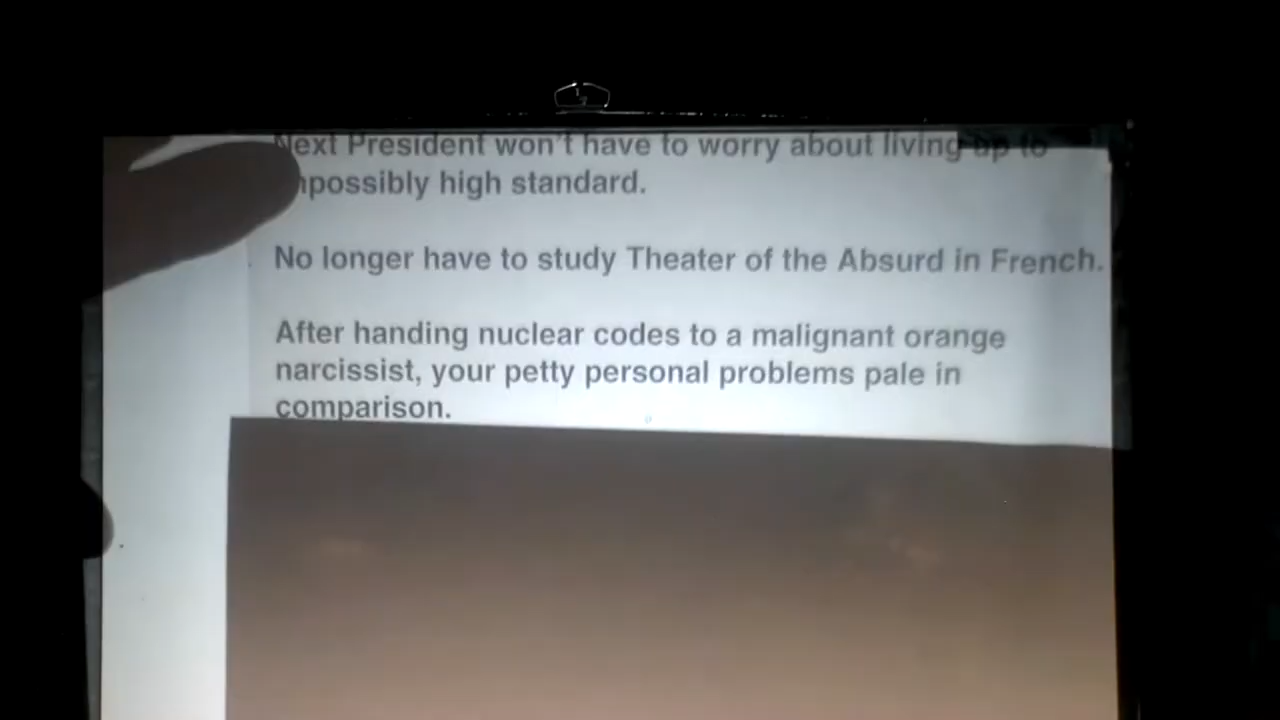 Next President won't have to worry about living up to
mpossibly high standard.
No longer have to study Theater of the Absurd in French.
After handing nuclear codes to a malignant orange
narcissist, your petty personal problems pale in
comparison.